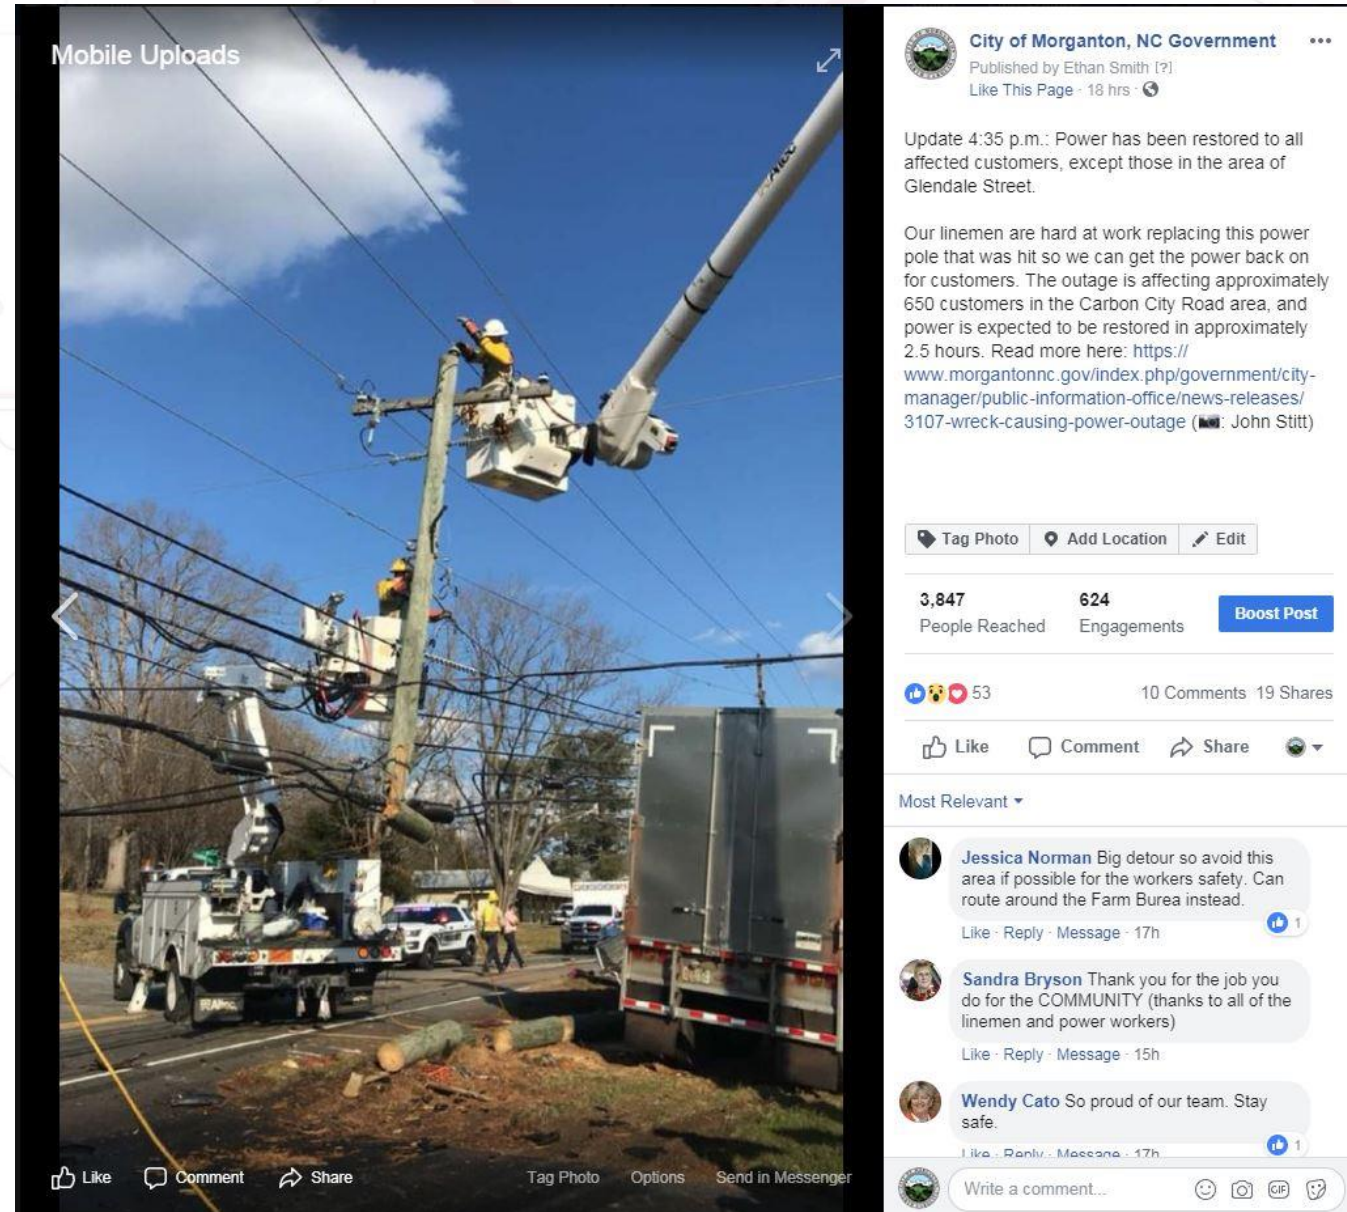 Mobile Uploads
Altec
City of Morganton, NC Government
Published by Ethan Smith [?]
Like This Page · 18 hrs ·
Update 4:35 p.m.: Power has been restored to all
affected customers, except those in the area of
Glendale Street.
Our linemen are hard at work replacing this power
pole that was hit so we can get the power back on
for customers. The outage is affecting approximately
650 customers in the Carbon City Road area, and
power is expected to be restored in approximately
2.5 hours. Read more here: https://
www.morgantonnc.gov/index.php/government/city-
manager/public-information-office/news-releases/
3107-wreck-causing-power-outage (📷: John Stitt)
Tag Photo Add Location Edit
3,847 624
People Reached Engagements
Boost Post
53 10 Comments 19 Shares
Like Comment Share
Most Relevant
Jessica Norman Big detour so avoid this
area if possible for the workers safety. Can
route around the Farm Burea instead.
1
Like · Reply · Message · 17h
Sandra Bryson Thank you for the job you
do for the COMMUNITY (thanks to all of the
linemen and power workers)
Like · Reply · Message · 15h
Wendy Cato So proud of our team. Stay
safe.
1
Like · Reply · Message · 17h
Write a comment...
GIF
Like Comment Share Tag Photo Options Send in Messenger